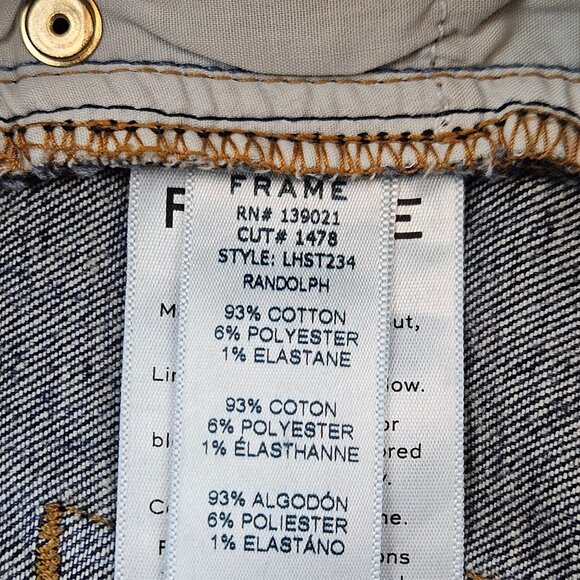 FRAME
RN# 139021
CUT# 1478
STYLE: LHST234
RANDOLPH
93% COTTON
6% POLYESTER
1% ELASTANE
93% COTON
6% POLYESTER
1% ÉLASTHANNE
93% ALGODÓN
6% POLIESTER
1% ELASTÁNO